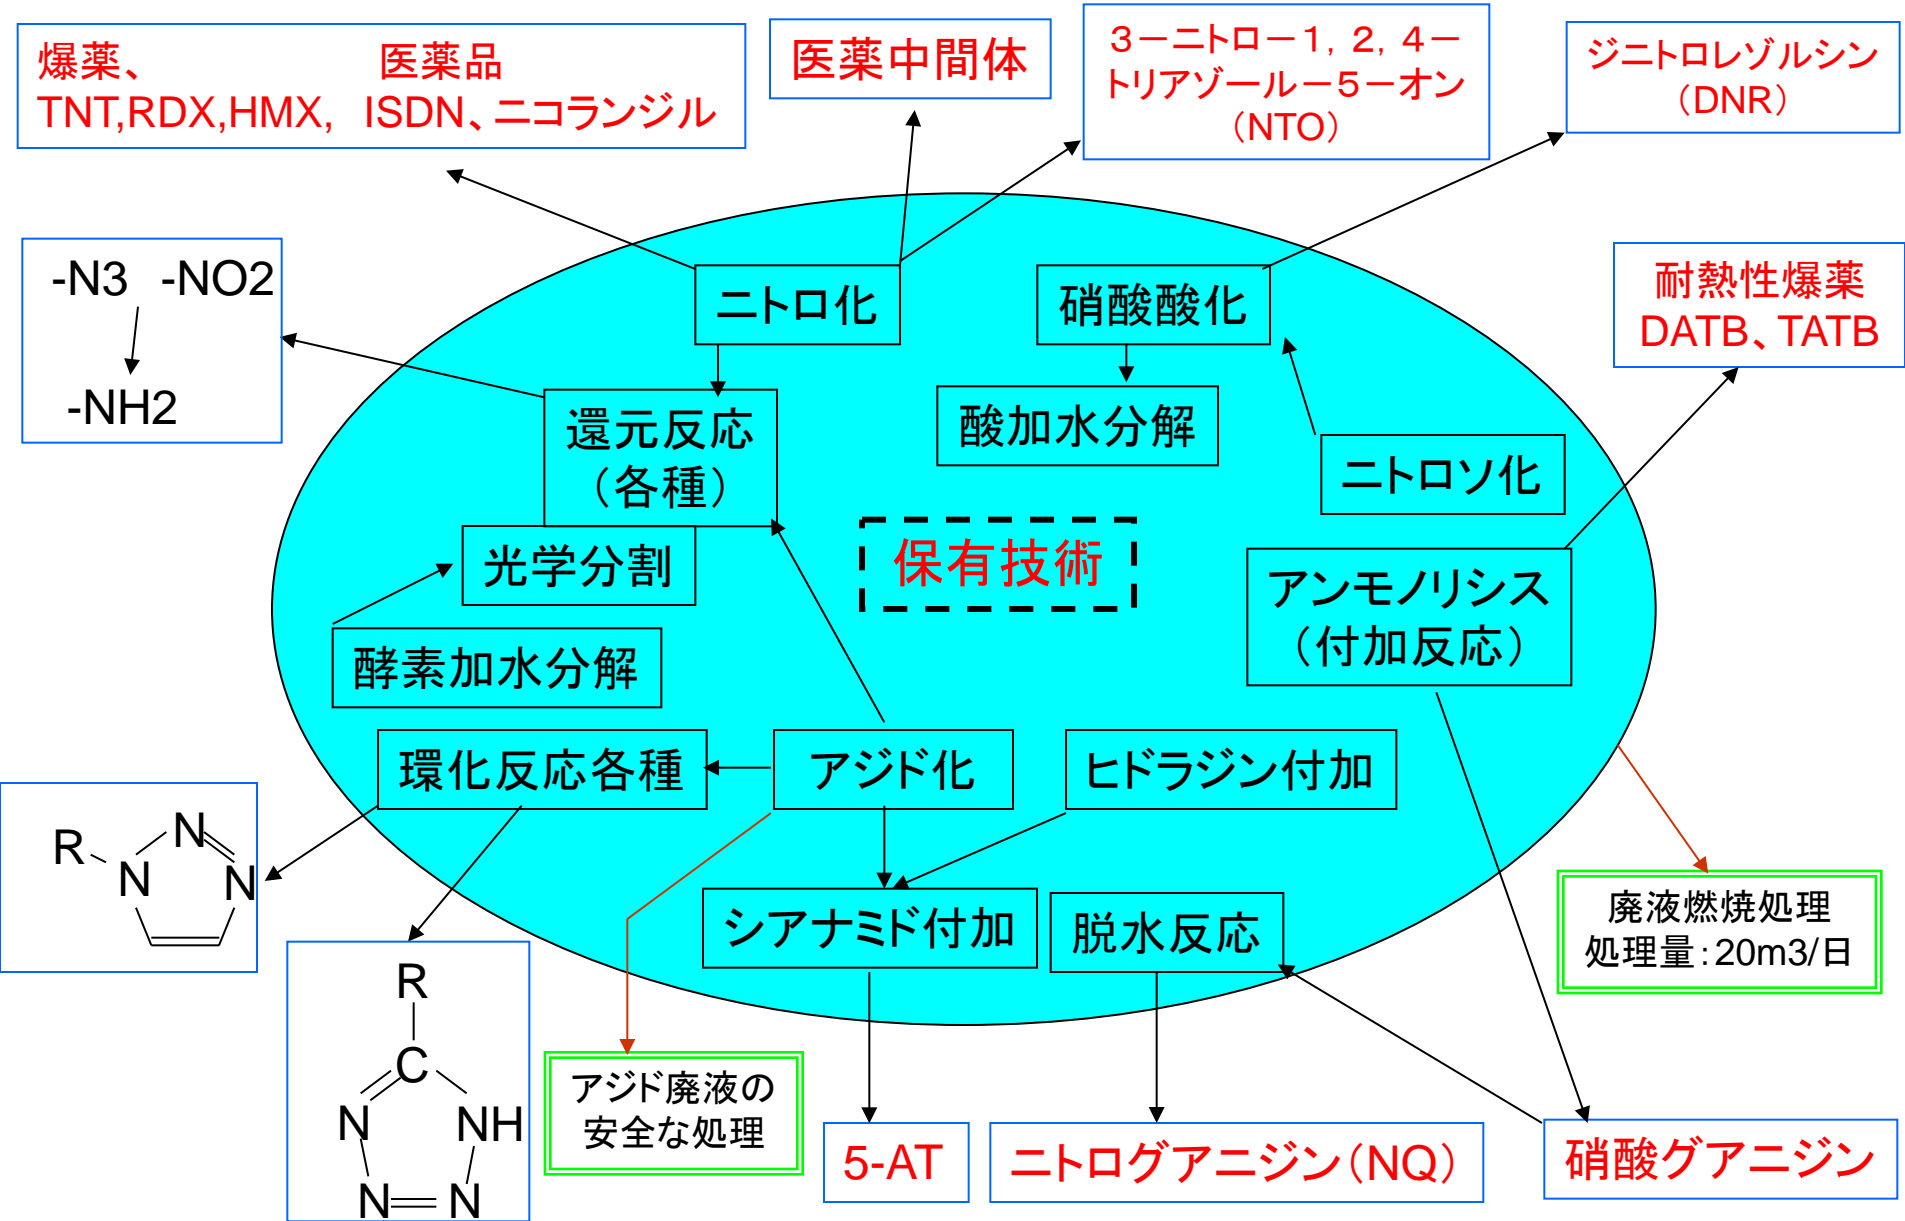 爆薬、 医薬品
TNT,RDX,HMX, ISDN、ニコランジル
医薬中間体
3-ニトロ-1,2,4-
トリアゾール-5-オン
(NTO)
ジニトロレゾルシン
(DNR)
-N3 -NO2
-NH2
ニトロ化
硝酸酸化
耐熱性爆薬
DATB、TATB
還元反応
(各種)
酸加水分解
ニトロソ化
光学分割
保有技術
アンモノリシス
(付加反応)
酵素加水分解
環化反応各種
アジド化
ヒドラジン付加
R
N
N
N
シアナミド付加
脱水反応
廃液燃焼処理
処理量:20m3/日
R
C
N
NH
N
N
アジド廃液の
安全な処理
5-AT
ニトログアニジン(NQ)
硝酸グアニジン